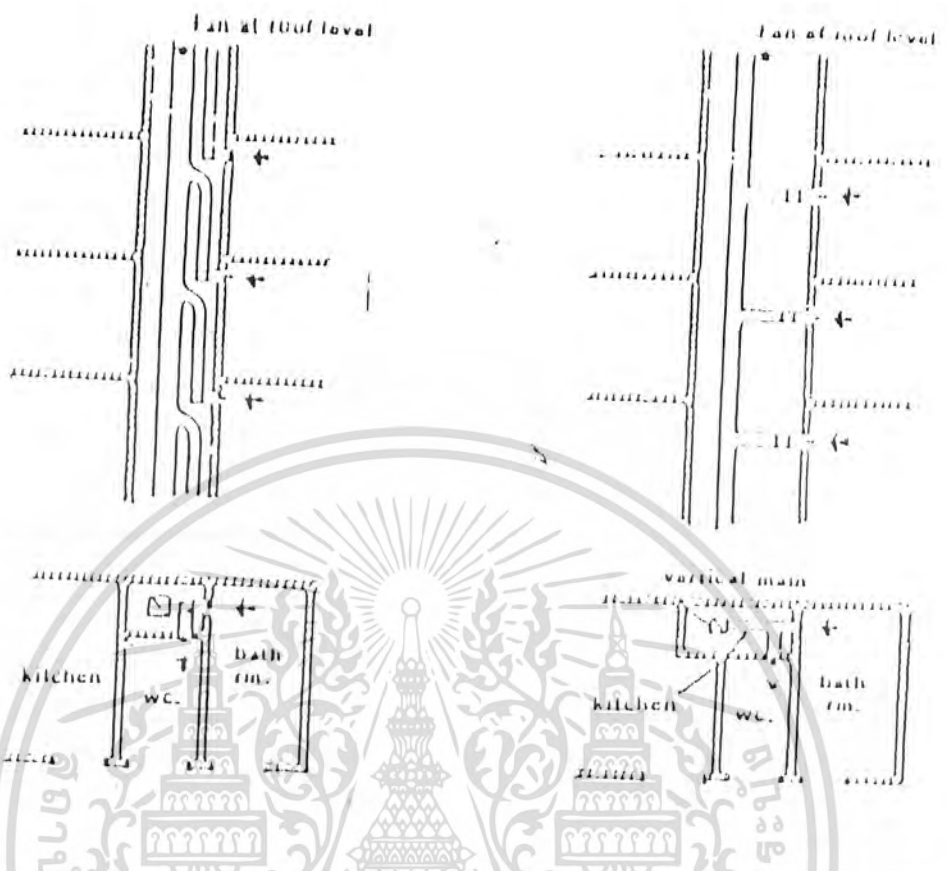 Fan at roof level
Fan at roof level
kitchen
wc.
bath
rm.
vertical main
kitchen
wc.
bath
rm.